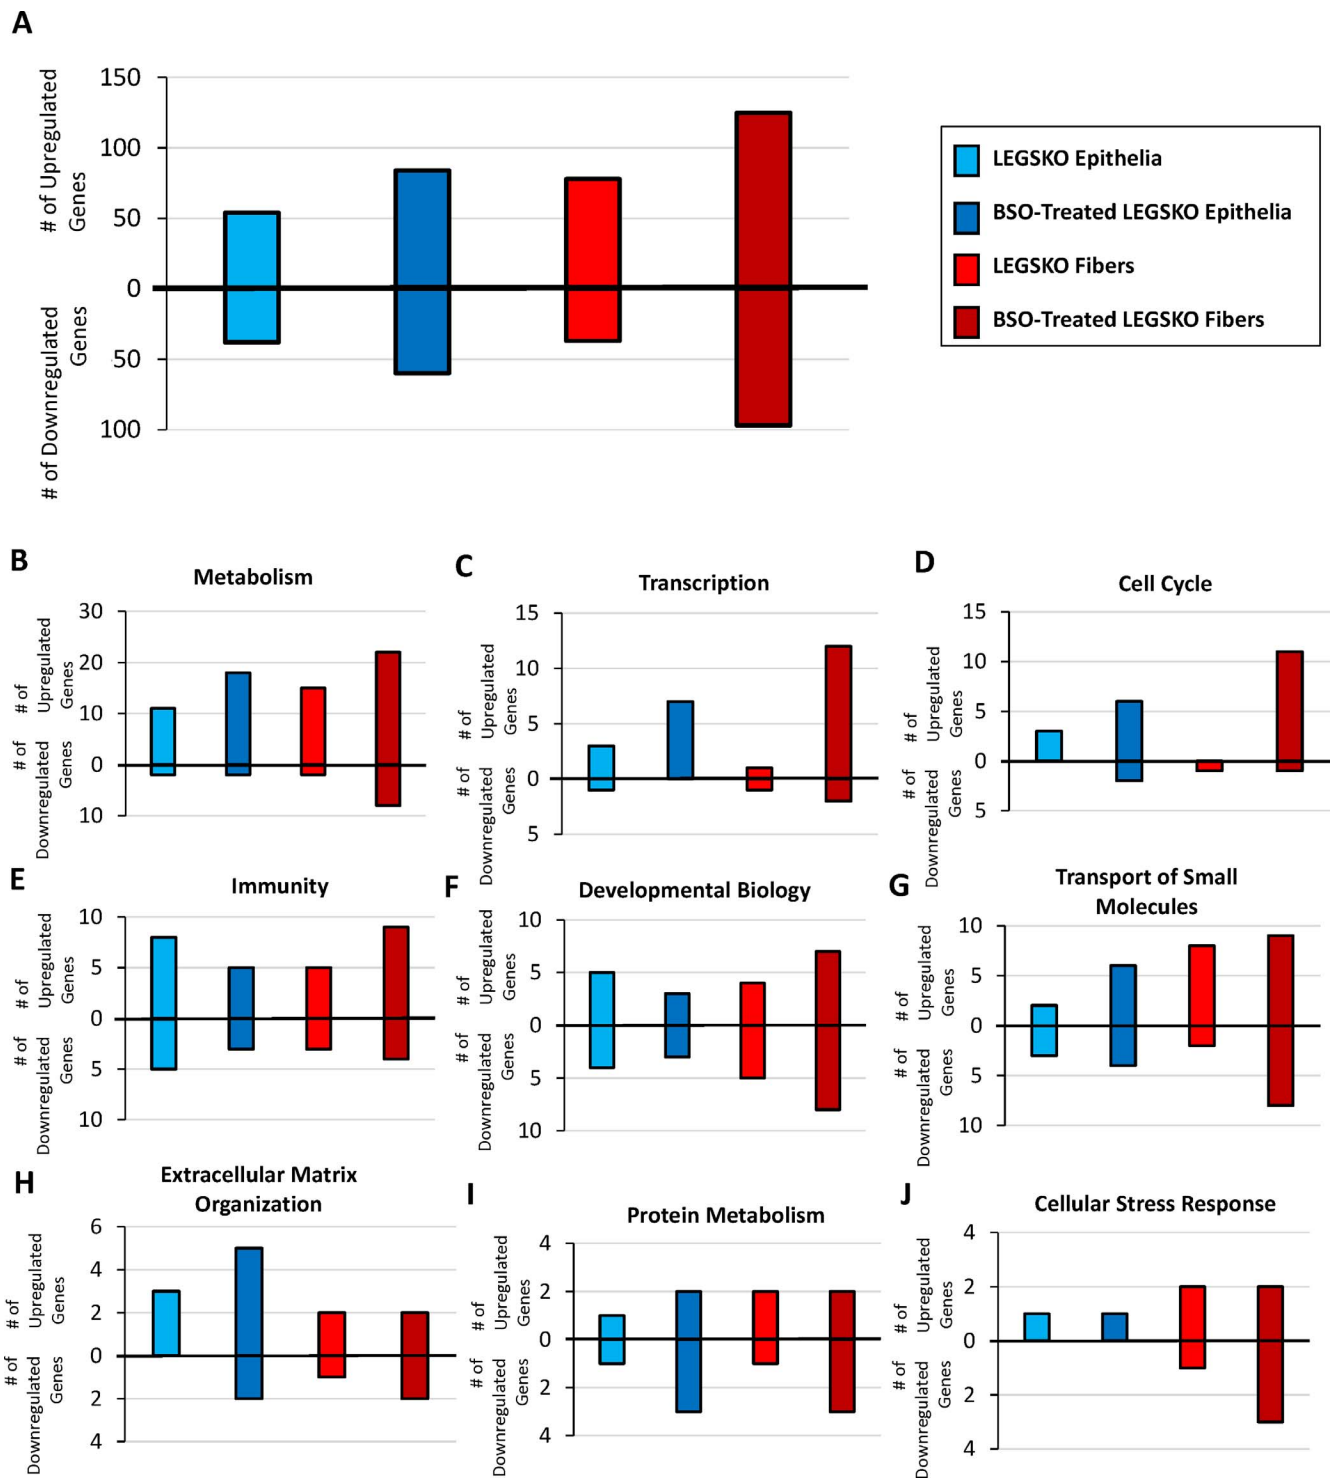 A
150
100
50
0
50
100
# of Upregulated
Genes
# of Downregulated
Genes
LEGSKO Epithelia
BSO-Treated LEGSKO Epithelia
LEGSKO Fibers
BSO-Treated LEGSKO Fibers
B
Metabolism
30
20
10
0
10
# of
Upregulated
Genes
# of
Downregulated
Genes
C
Transcription
15
10
5
0
5
# of
Upregulated
Genes
# of
Downregulated
Genes
D
Cell Cycle
15
10
5
0
5
# of
Upregulated
Genes
# of
Downregulated
Genes
E
Immunity
10
5
0
5
10
# of
Upregulated
Genes
# of
Downregulated
Genes
F
Developmental Biology
10
5
0
5
10
# of
Upregulated
Genes
# of
Downregulated
Genes
G
Transport of Small
Molecules
10
5
0
5
10
# of
Upregulated
Genes
# of
Downregulated
Genes
H
Extracellular Matrix
Organization
6
4
2
0
2
4
# of
Upregulated
Genes
# of
Downregulated
Genes
I
Protein Metabolism
4
2
0
2
4
# of
Upregulated
Genes
# of
Downregulated
Genes
J
Cellular Stress Response
4
2
0
2
4
# of
Upregulated
Genes
# of
Downregulated
Genes